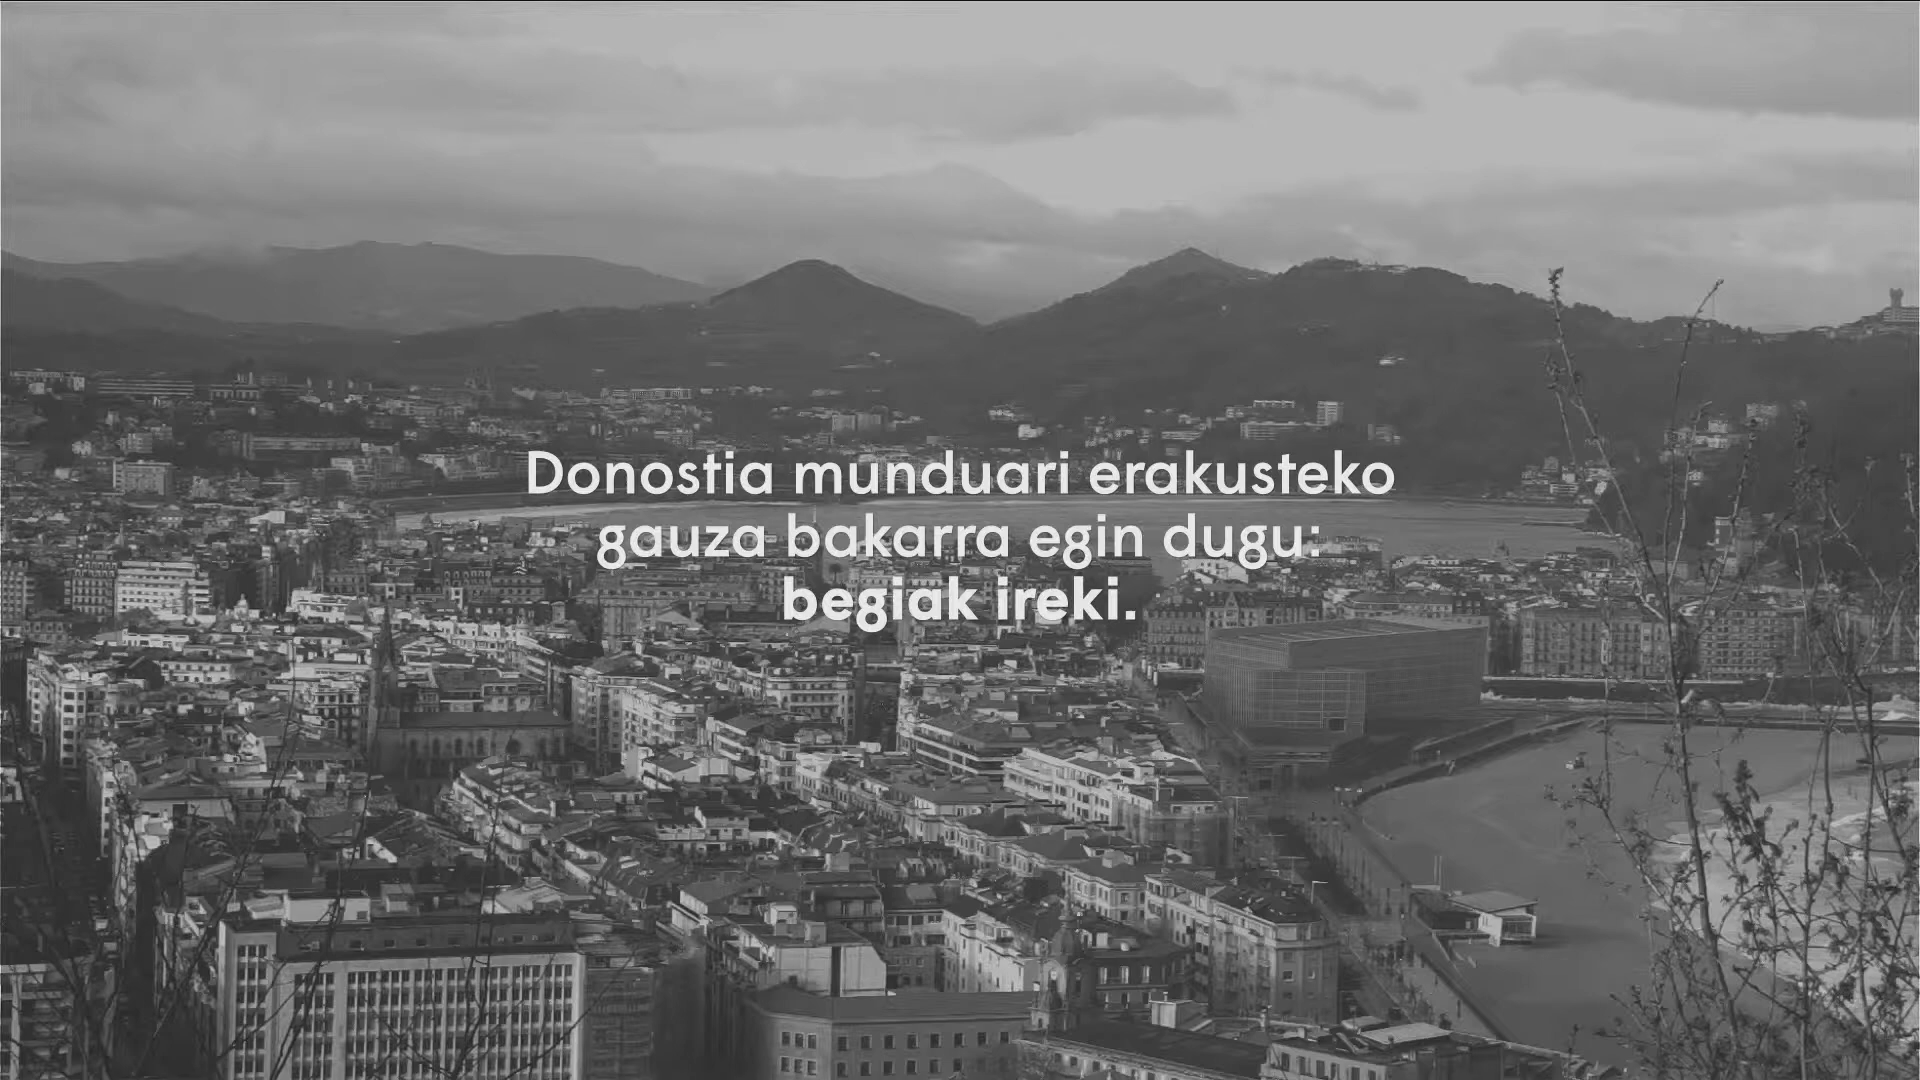 Donostia munduari erakusteko
gauza bakarra egin dugu:
begiak ireki.